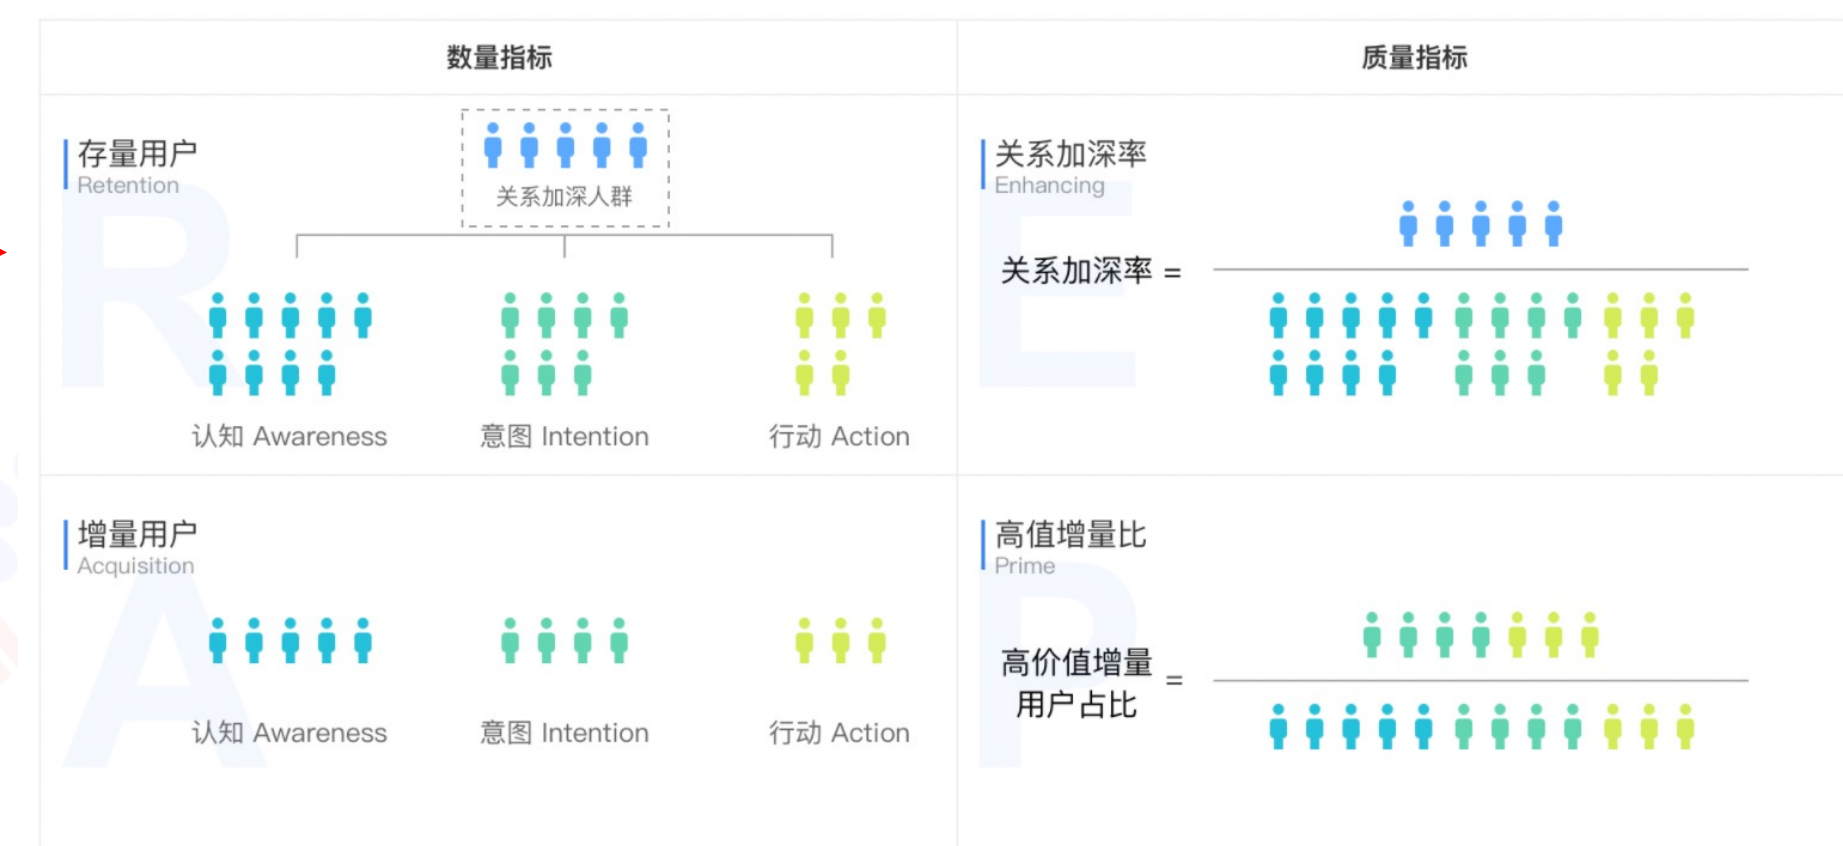 数量指标
质量指标
存量用户
Retention
R
关系加深人群
认知 Awareness
意图 Intention
行动 Action
关系加深率
Enhancing
E
关系加深率 =
增量用户
Acquisition
A
认知 Awareness
意图 Intention
行动 Action
高值增量比
Prime
P
高价值增量
用户占比
=